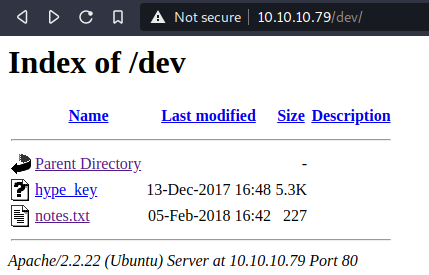 Not secure | 10.10.10.79/dev/
Index of /dev
Name Last modified Size Description
Parent Directory -
hype_key 13-Dec-2017 16:48 5.3K
notes.txt 05-Feb-2018 16:42 227
Apache/2.2.22 (Ubuntu) Server at 10.10.10.79 Port 80